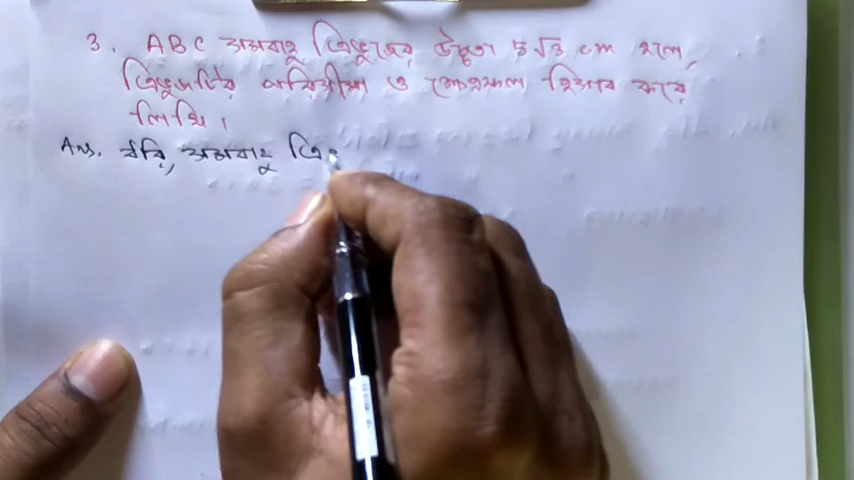 3. ABC সমবাহু ত্রিভুজের উচ্চতা 5√3 cm হলে,
ত্রিভুজটির পরিসীমা ও ক্ষেত্রফল হিসাব করে
লিখি।
Ans. ধরি, সমবাহু ত্রি